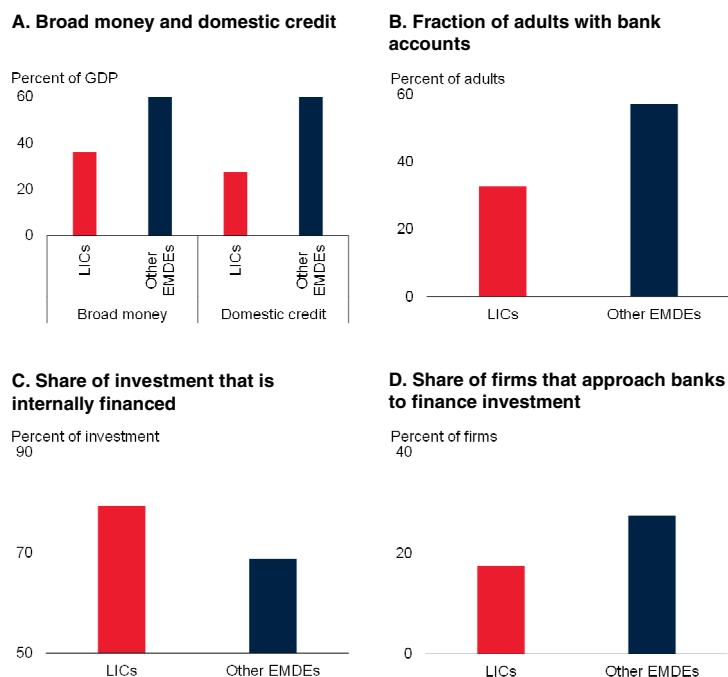 A. Broad money and domestic credit
Percent of GDP
60
40
20
0
LICs
Other
EMDEs
LICs
Other
EMDEs
Broad money
Domestic credit
B. Fraction of adults with bank
accounts
Percent of adults
60
40
20
0
LICs
Other EMDEs
C. Share of investment that is
internally financed
Percent of investment
90
70
50
LICs
Other EMDEs
D. Share of firms that approach banks
to finance investment
Percent of firms
40
20
0
LICs
Other EMDEs